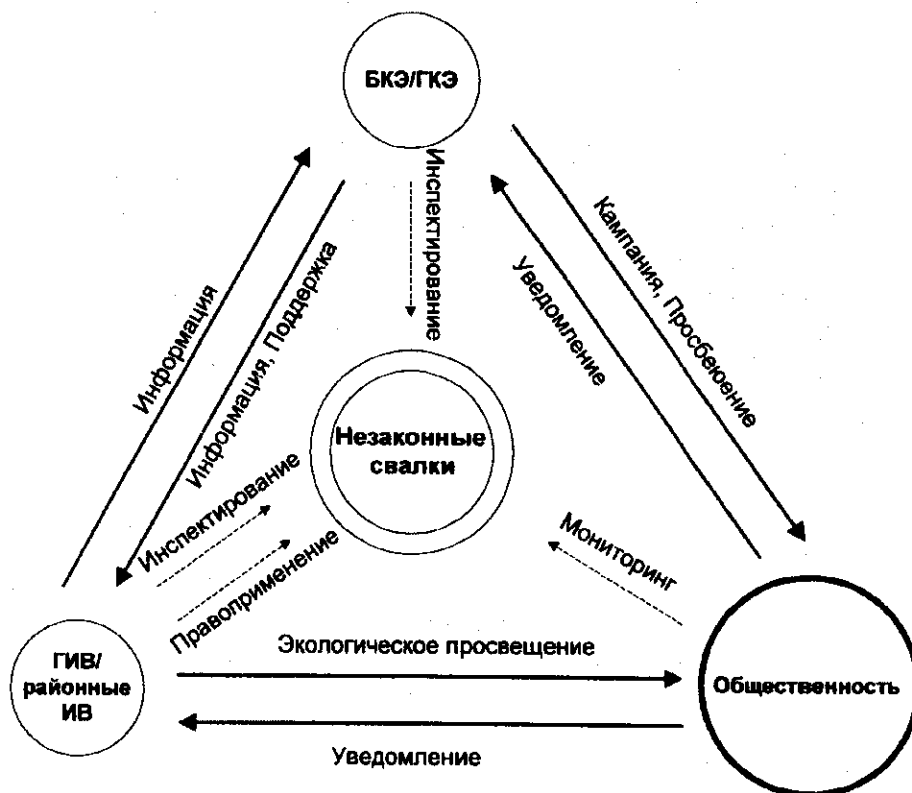 БКЭ/ГКЭ
Инспектирование
Кампания, Просбеюение
Уведомление
Информация
Информация, Поддержка
Незаконные
свалки
Инспектирование
Правоприменение
Мониторинг
ГИВ/
районные
ИВ
Экологическое просвещение
Общественность
Уведомление